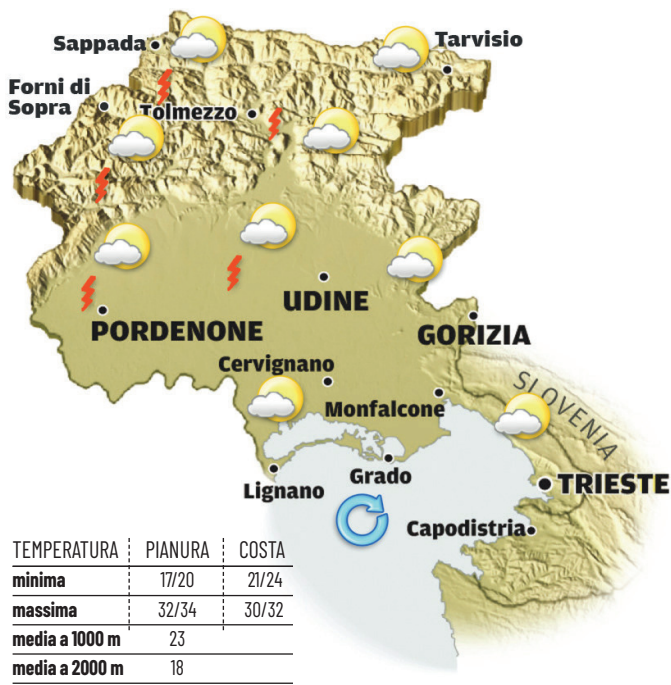 Sappada
Tarvisio
Forni di
Sopra
Tolmezzo
UDINE
PORDENONE
GORIZIA
Cervignano
SLOVENIA
Monfalcone
Grado
Lignano
TRIESTE
Capodistria
TEMPERATURA PIANURA COSTA
minima 17/20 21/24
massima 32/34 30/32
media a 1000 m 23
media a 2000 m 18